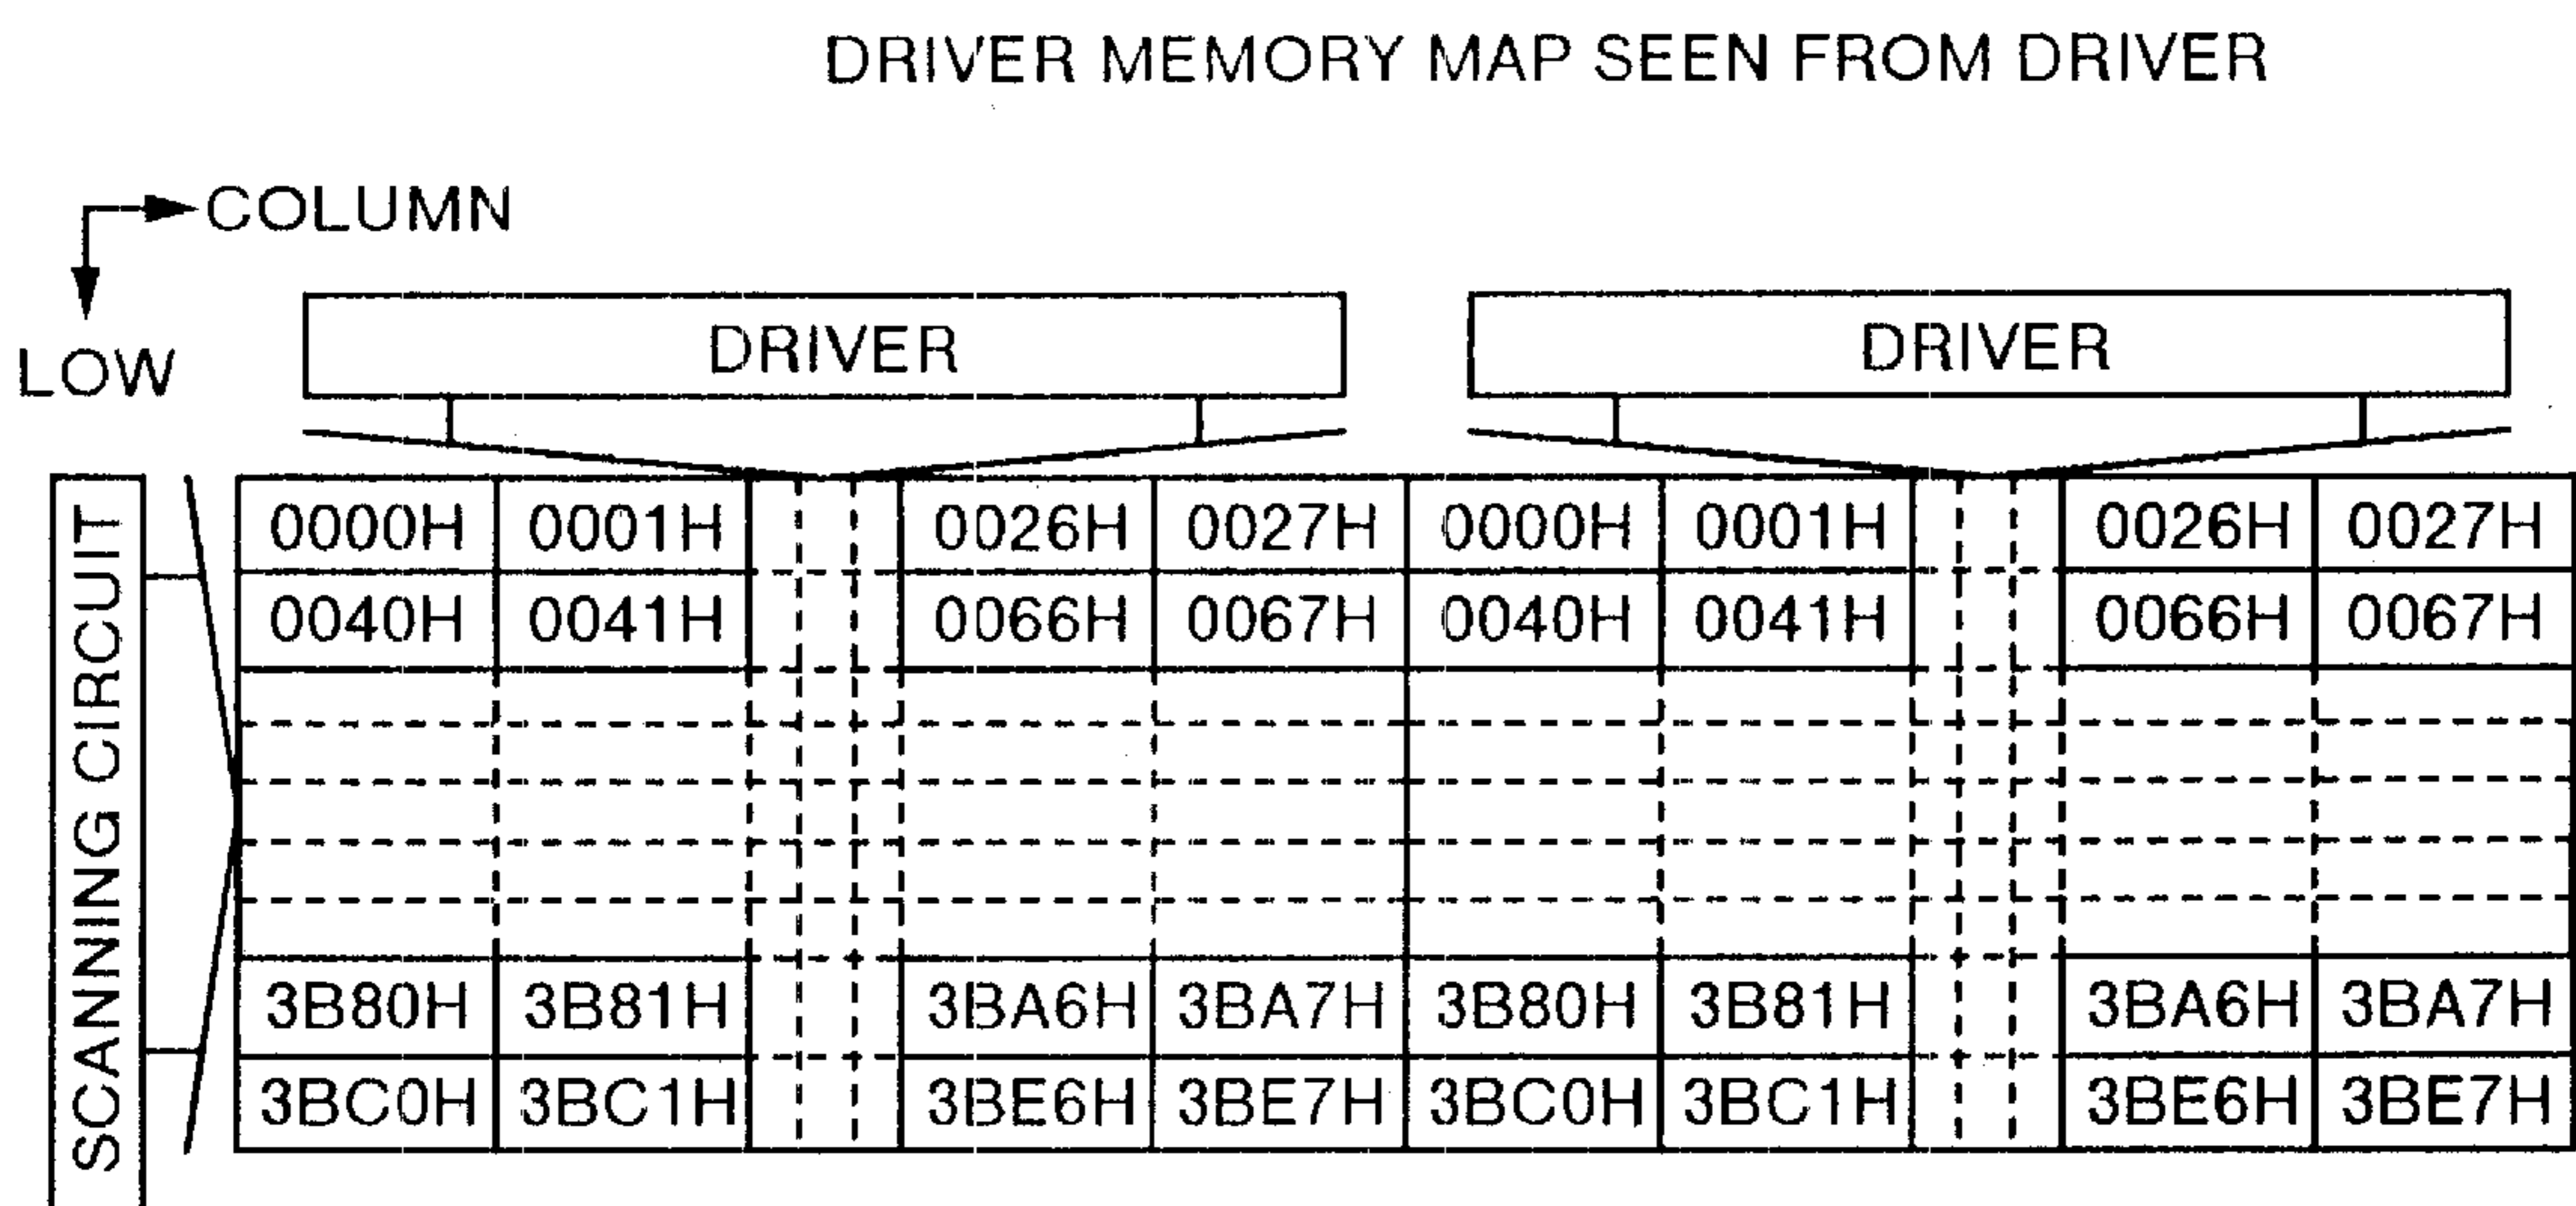 DRIVER MEMORY MAP SEEN FROM DRIVER
COLUMN
LOW
DRIVER DRIVER
SCANNING CIRCUIT
0000H 0001H 0026H 0027H 0000H 0001H 0026H 0027H
0040H 0041H 0066H 0067H 0040H 0041H 0066H 0067H
3B80H 3B81H 3BA6H 3BA7H 3B80H 3B81H 3BA6H 3BA7H
3BC0H 3BC1H 3BE6H 3BE7H 3BC0H 3BC1H 3BE6H 3BE7H